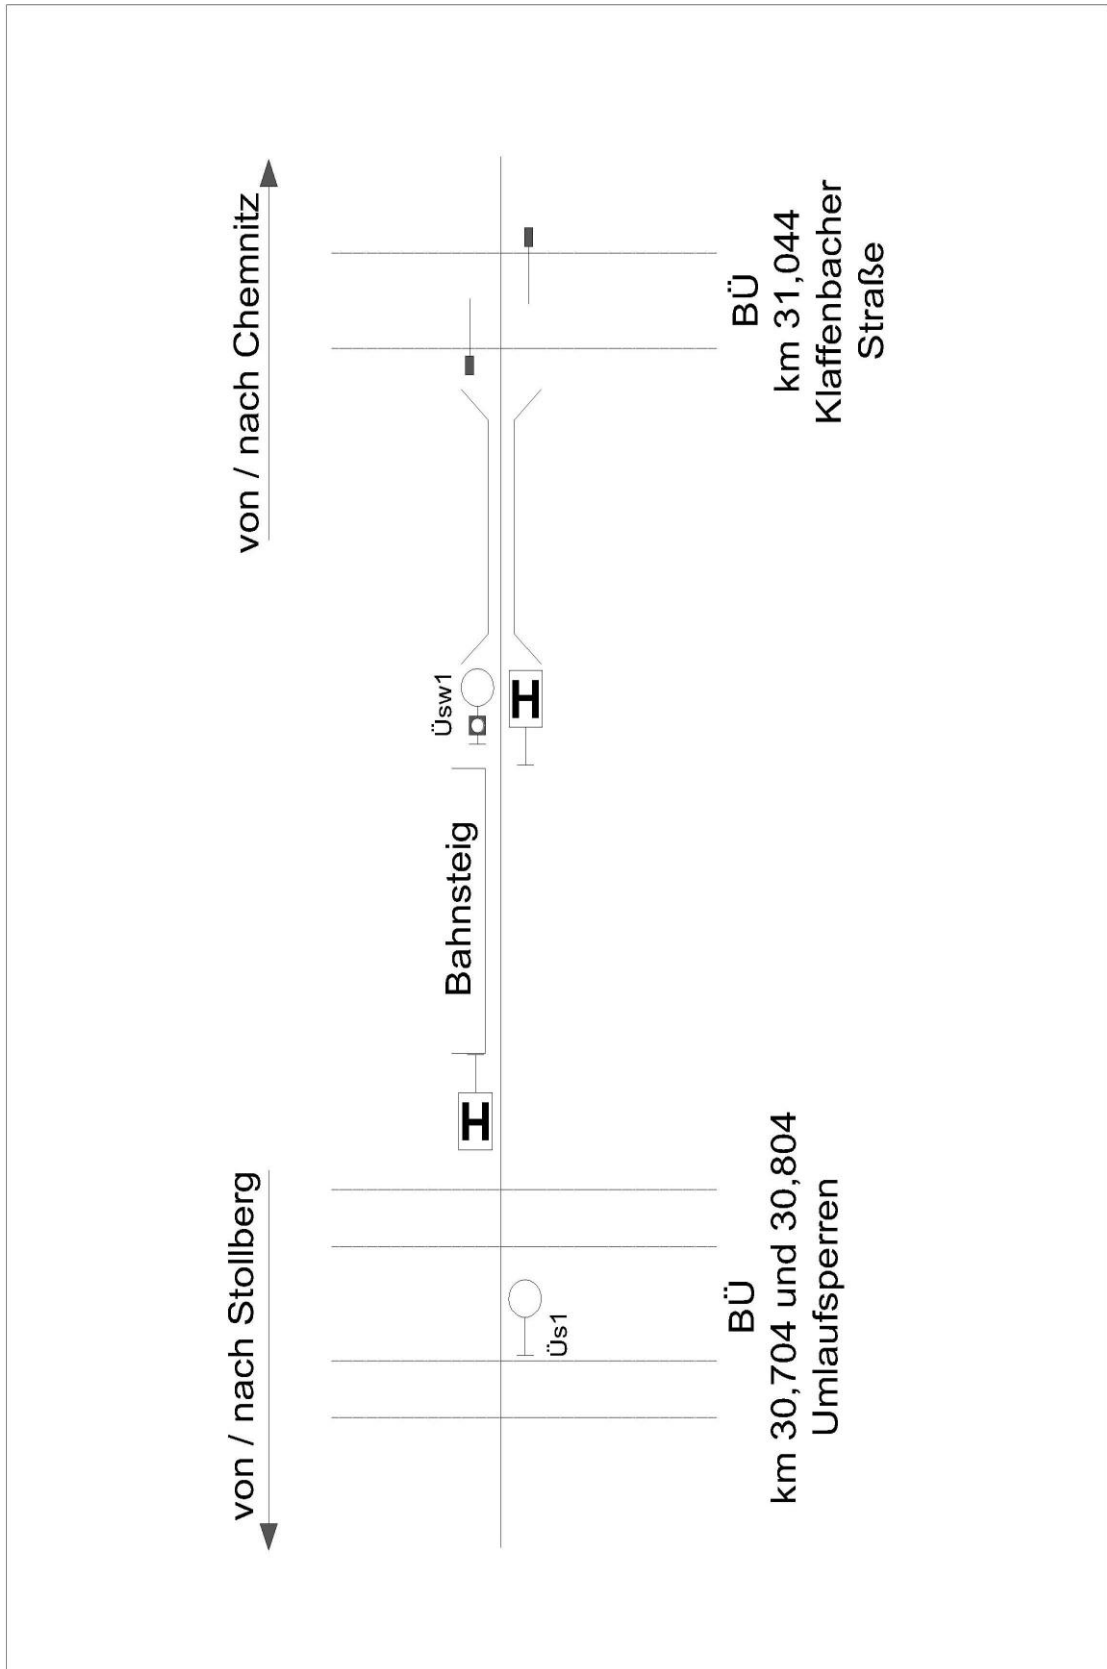 von / nach Stollberg
von / nach Chemnitz
H
Bahnsteig
Üsw1
H
Üs1
BÜ
km 30,704 und 30,804
Umlaufsperren
BÜ
km 31,044
Klaffenbacher
Straße